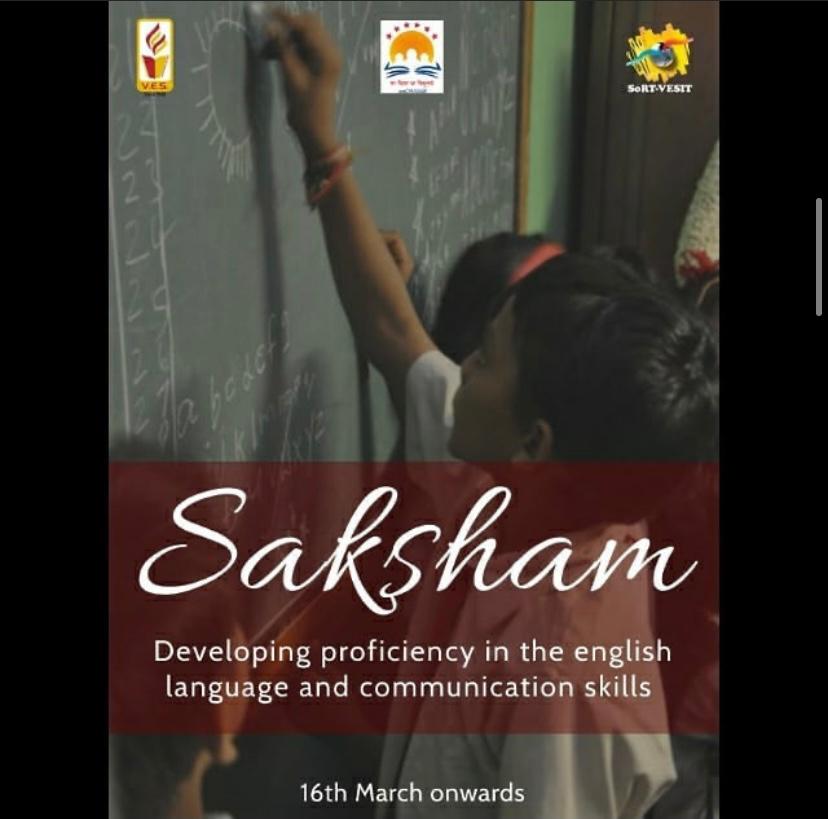 V.E.S.
SoRT-VESIT
a b c d e f g
Saksham
Developing proficiency in the english
language and communication skills
16th March onwards